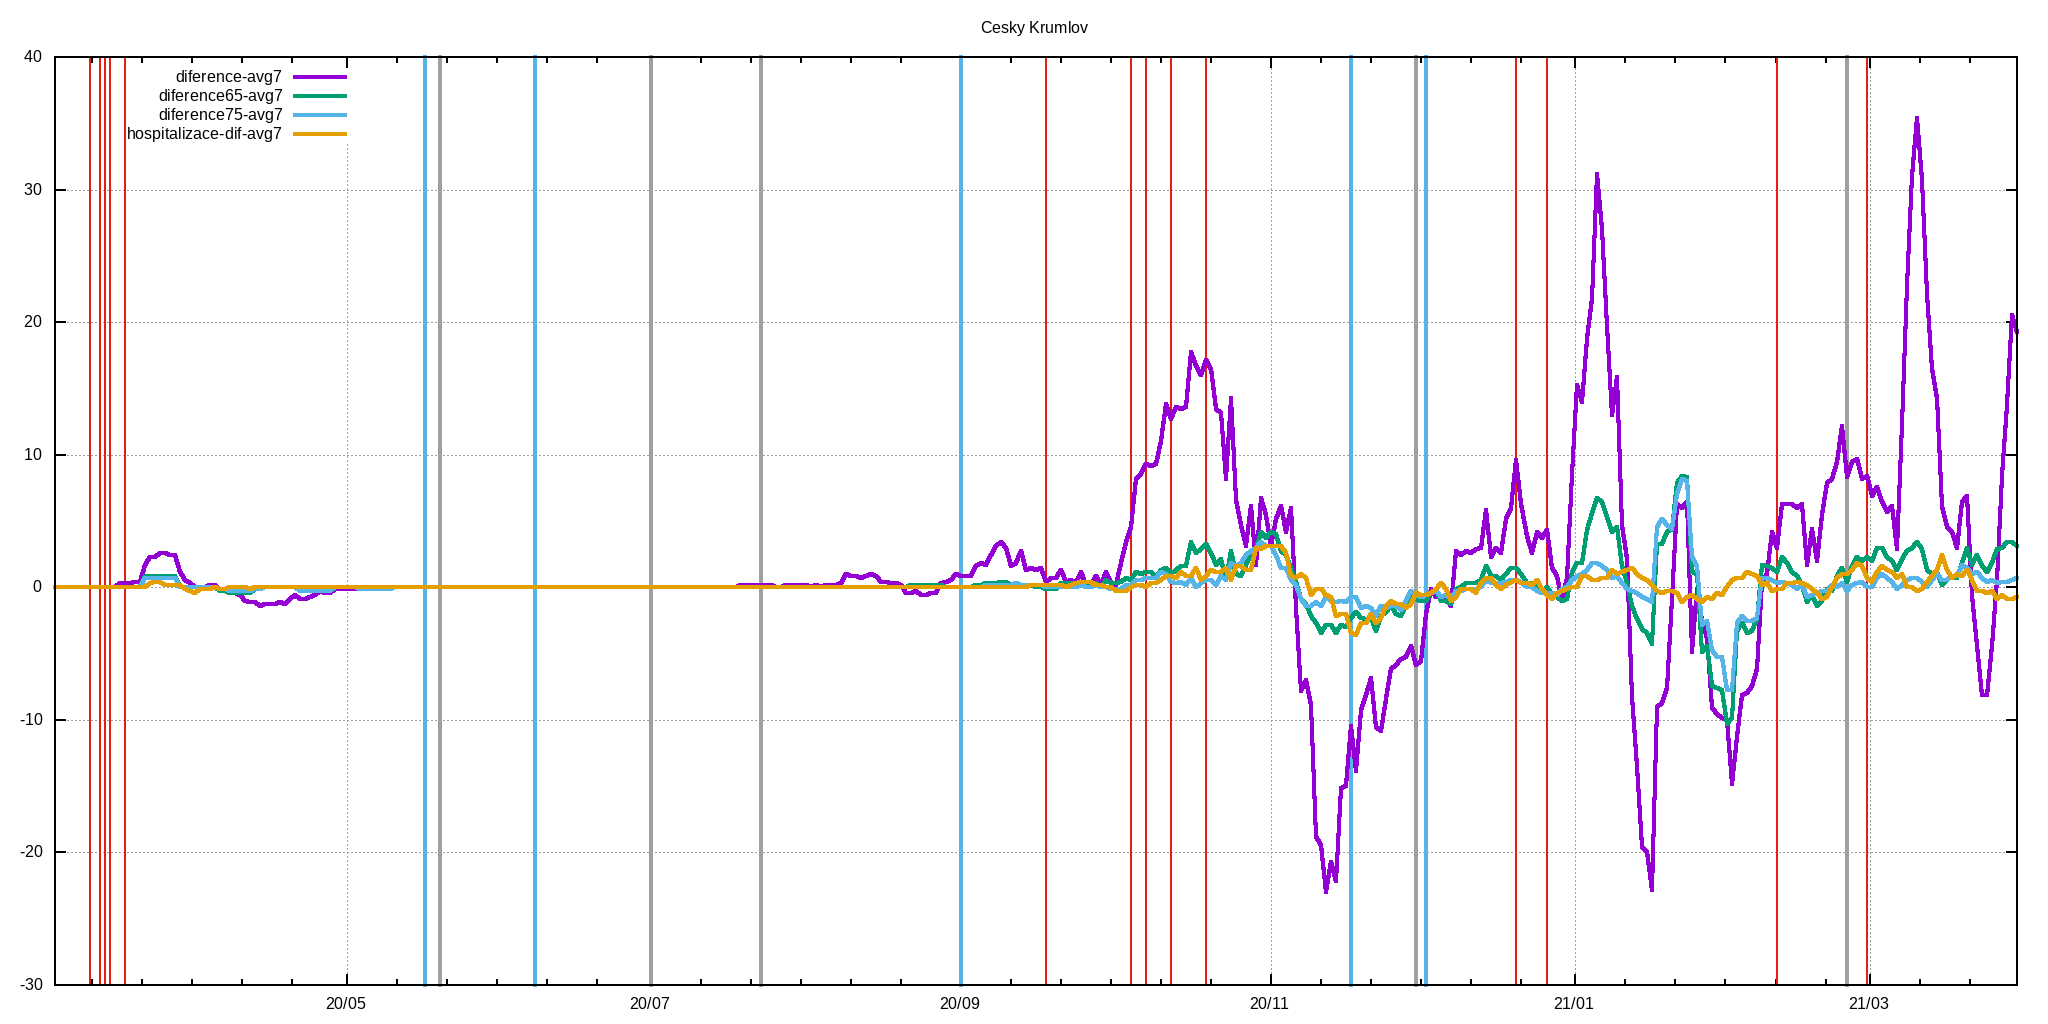 Cesky Krumlov
40
30
20
10
0
-10
-20
-30
diference-avg7
diference65-avg7
diference75-avg7
hospitalizace-dif-avg7
20/05
20/07
20/09
20/11
21/01
21/03